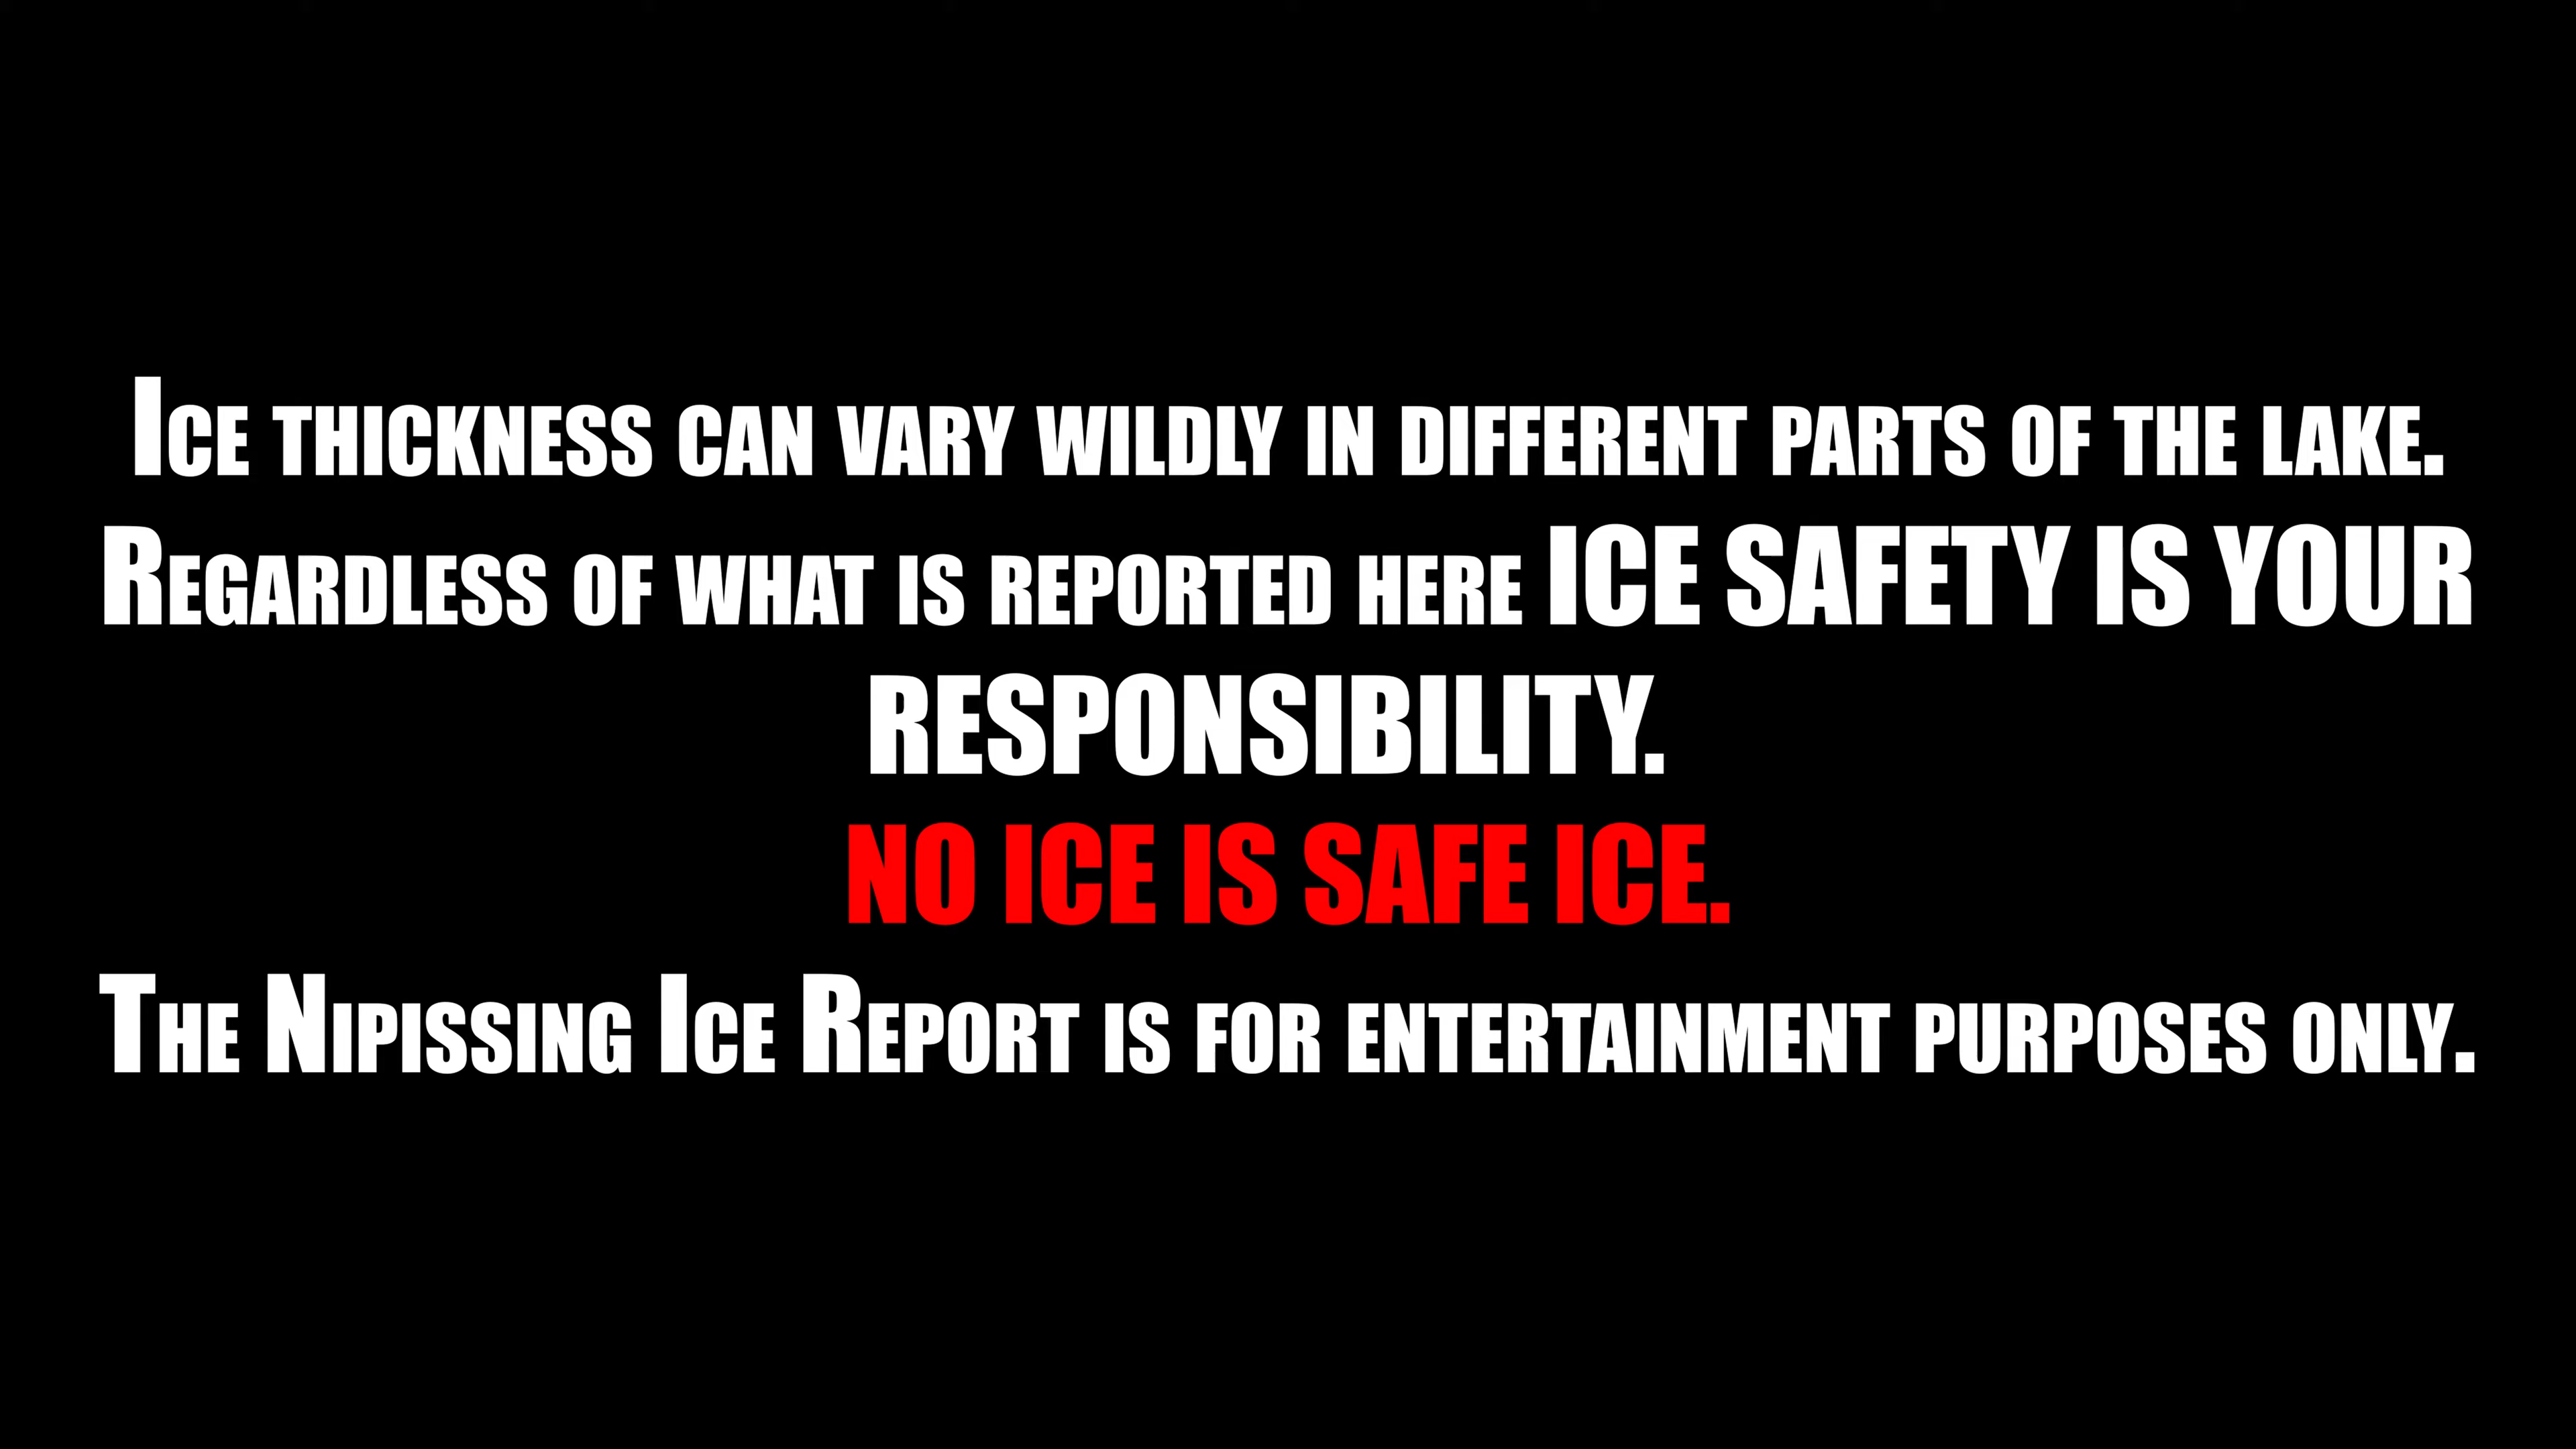 Ice thickness can vary wildly in different parts of the lake.
Regardless of what is reported here ICE SAFETY IS YOUR
RESPONSIBILITY.
NO ICE IS SAFE ICE.
The Nipissing Ice Report is for entertainment purposes only.